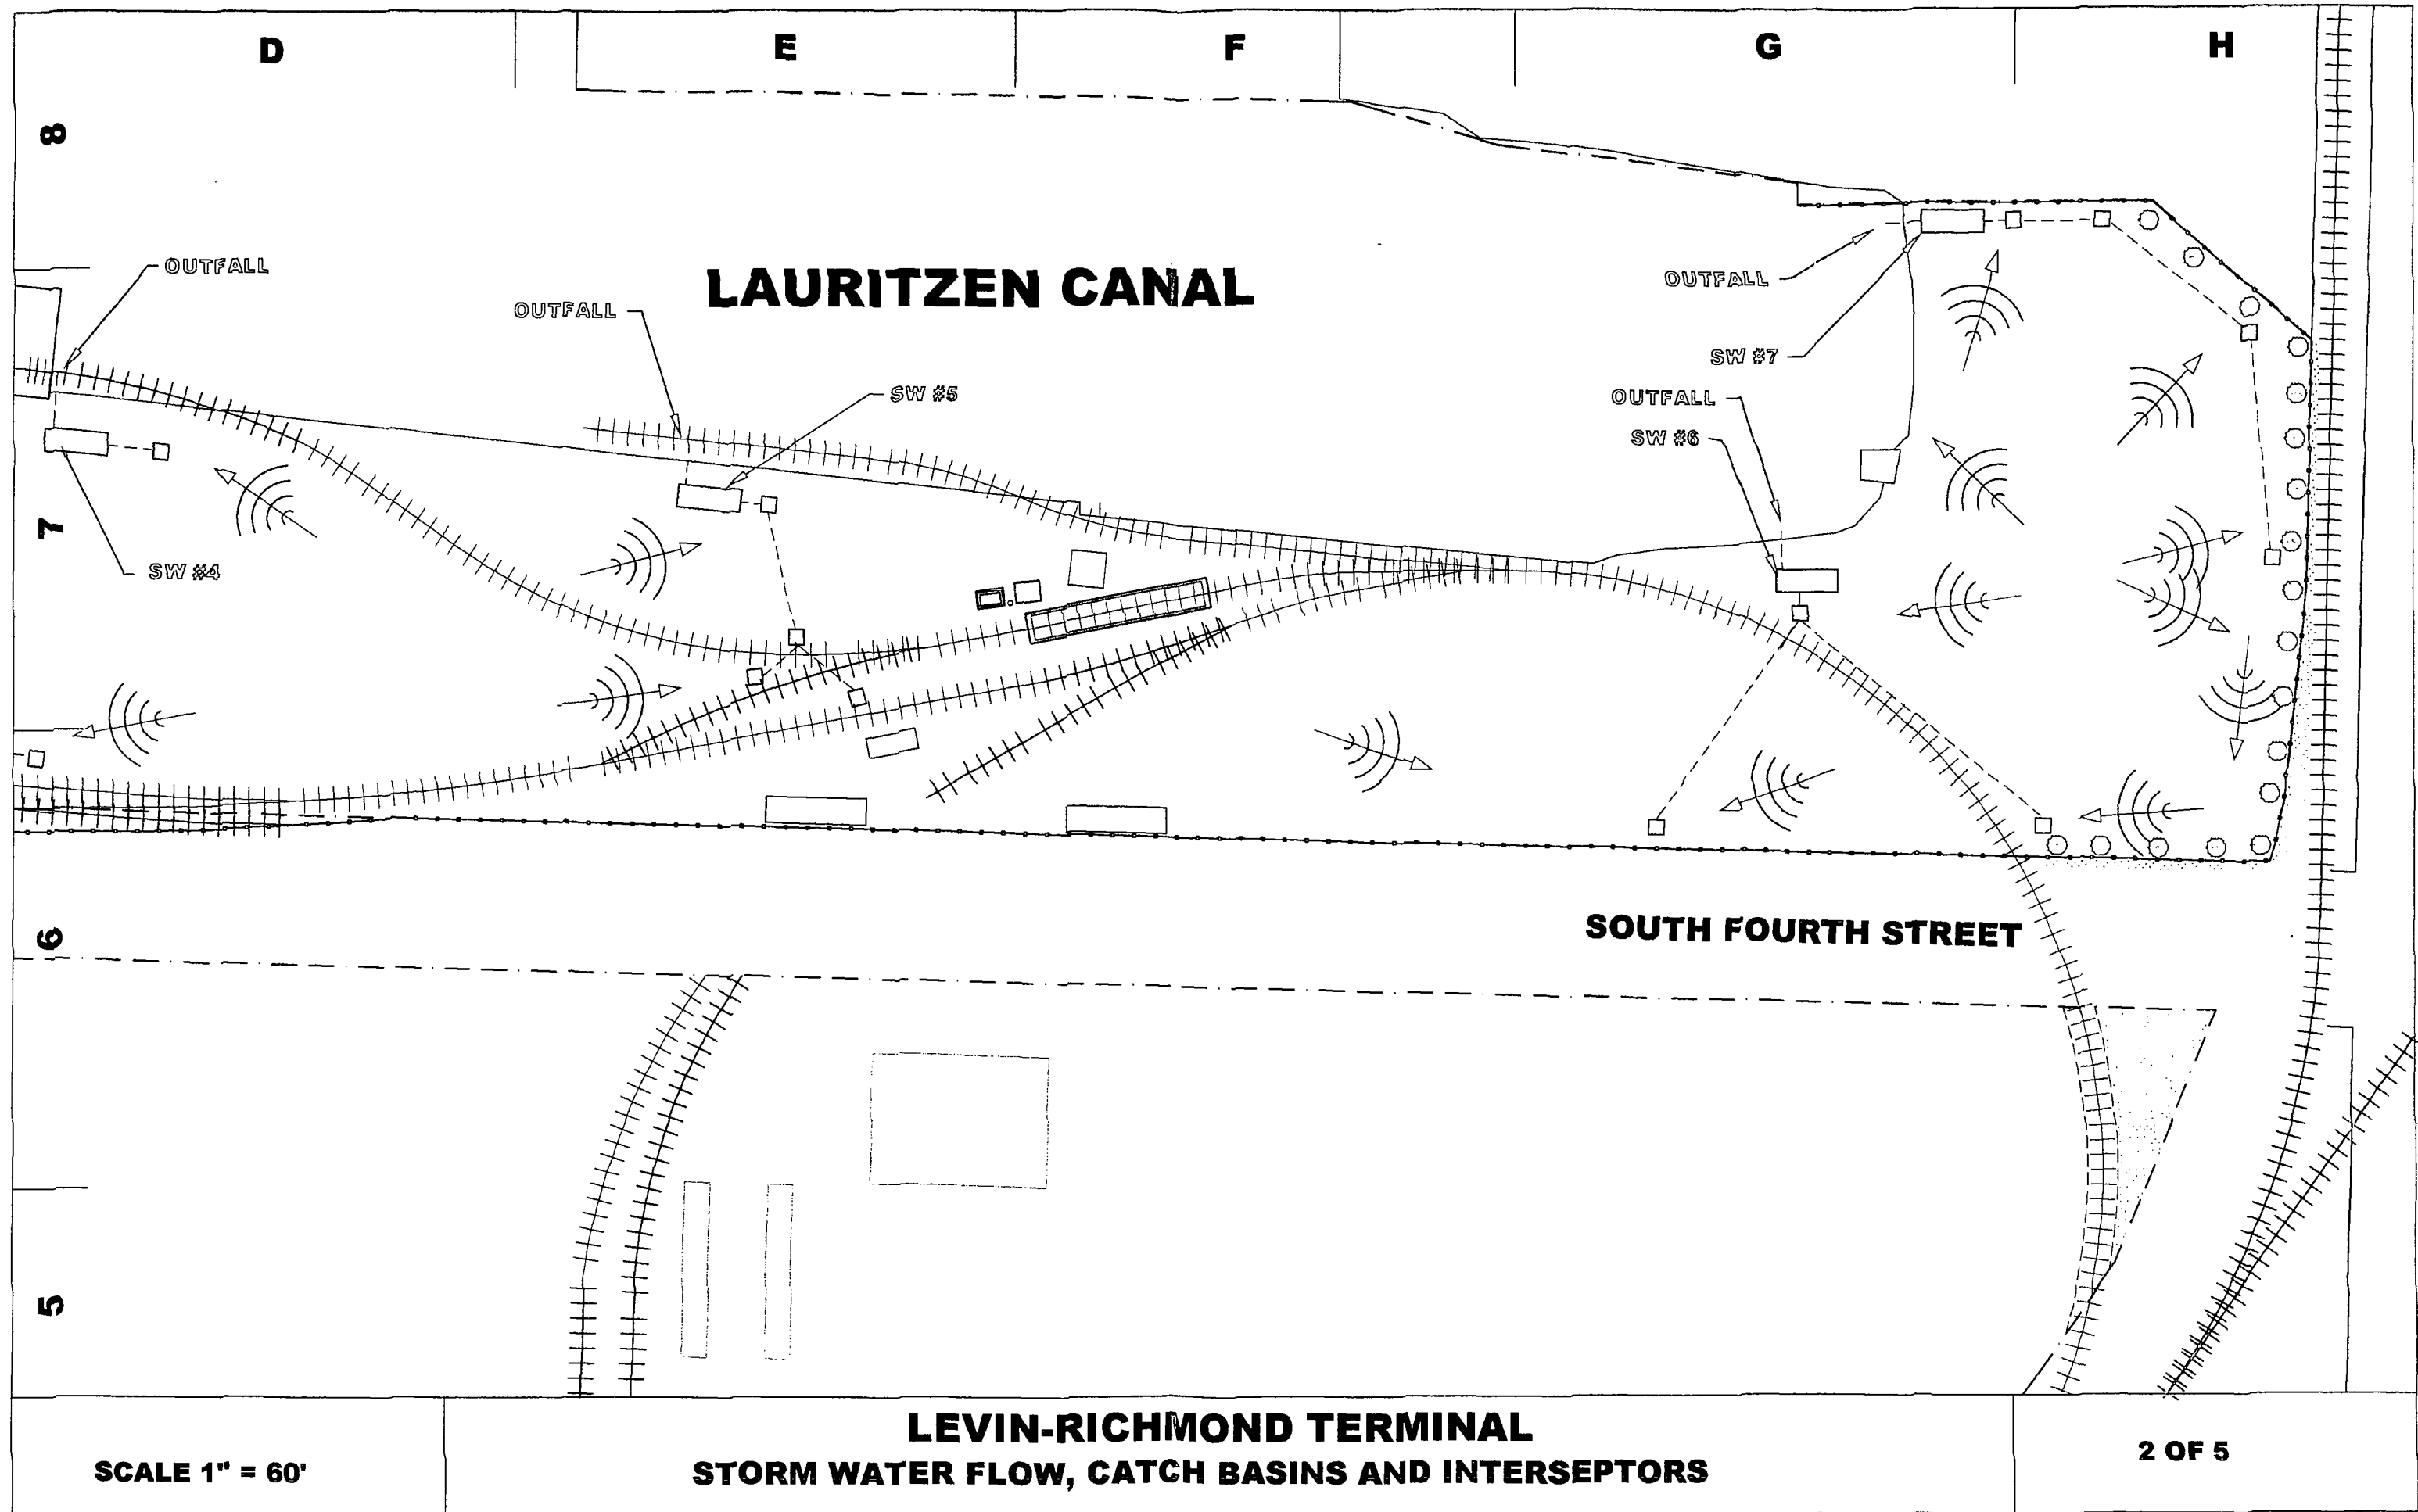 D
E
F
G
H
8
OUTFALL
LAURITZEN CANAL
OUTFALL
OUTFALL
SW #7
SW #5
OUTFALL
SW #6
7
SW #4
6
SOUTH FOURTH STREET
5
SCALE 1" = 60'
LEVIN-RICHMOND TERMINAL
STORM WATER FLOW, CATCH BASINS AND INTERSEPTORS
2 OF 5